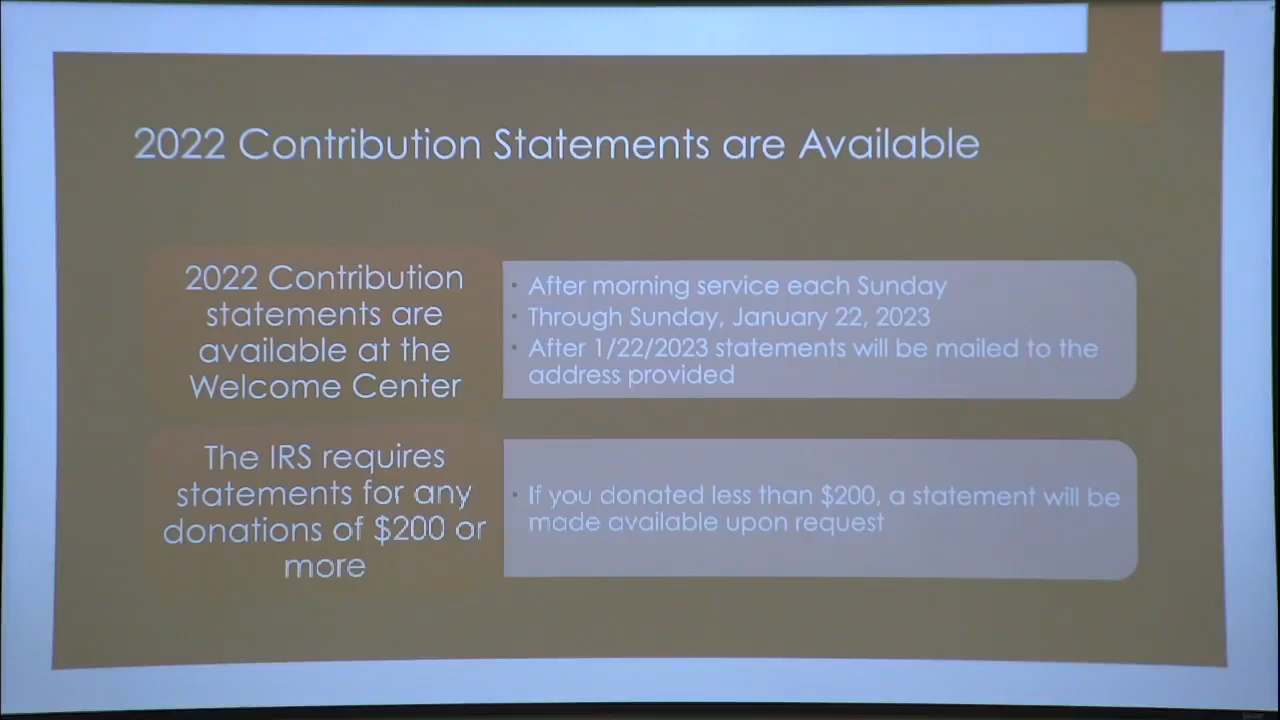 2022 Contribution Statements are Available
2022 Contribution
statements are
available at the
Welcome Center
• After morning service each Sunday
• Through Sunday, January 22, 2023
• After 1/22/2023 statements will be mailed to the
address provided
The IRS requires
statements for any
donations of $200 or
more
• If you donated less than $200, a statement will be
made available upon request